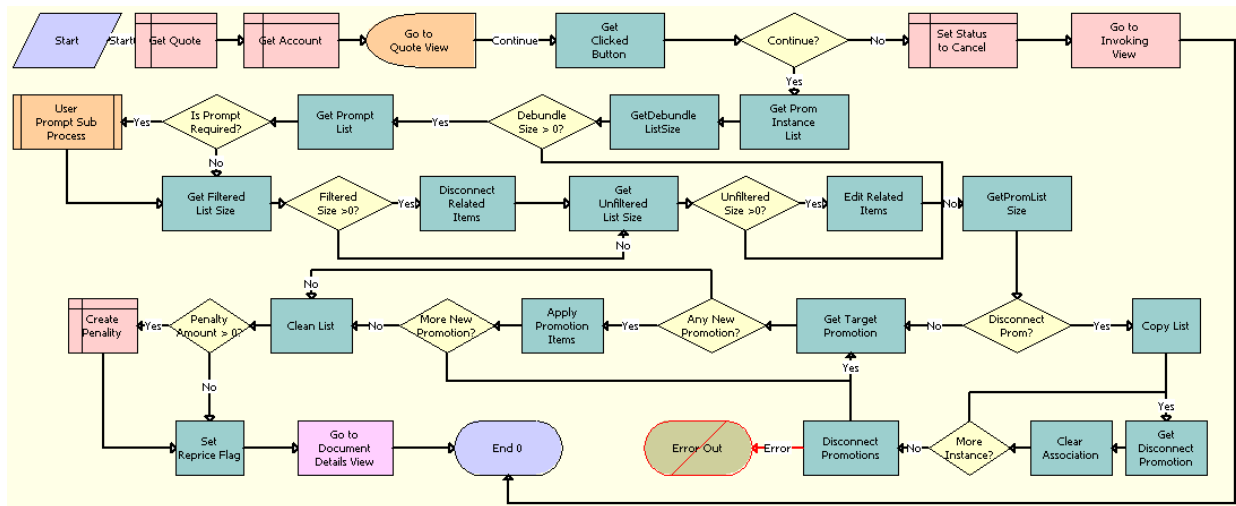 Start
Start
Get Quote
Get Account
Go to
Quote View
Continue
Get
Clicked
Button
Continue?
No
Set Status
to Cancel
Go to
Invoking
View
Yes
User
Prompt Sub
Process
Yes
Is Prompt
Required?
Get Prompt
List
Yes
Debundle
Size > 0?
GetDebundle
ListSize
Get Prom
Instance
List
No
Get Filtered
List Size
Filtered
Size >0?
Yes
Disconnect
Related
Items
Get
Unfiltered
List Size
Unfiltered
Size >0?
Yes
Edit Related
Items
No
GetPromList
Size
No
No
Create
Penality
Yes
Penalty
Amount > 0?
Clean List
No
More New
Promotion?
Apply
Promotion
Items
Yes
Any New
Promotion?
Get Target
Promotion
No
Disconnect
Prom?
Yes
Copy List
Yes
No
Yes
Set
Reprice Flag
Go to
Document
Details View
End 0
Error Out
Error
Disconnect
Promotions
No
More
Instance?
Clear
Association
Get
Disconnect
Promotion